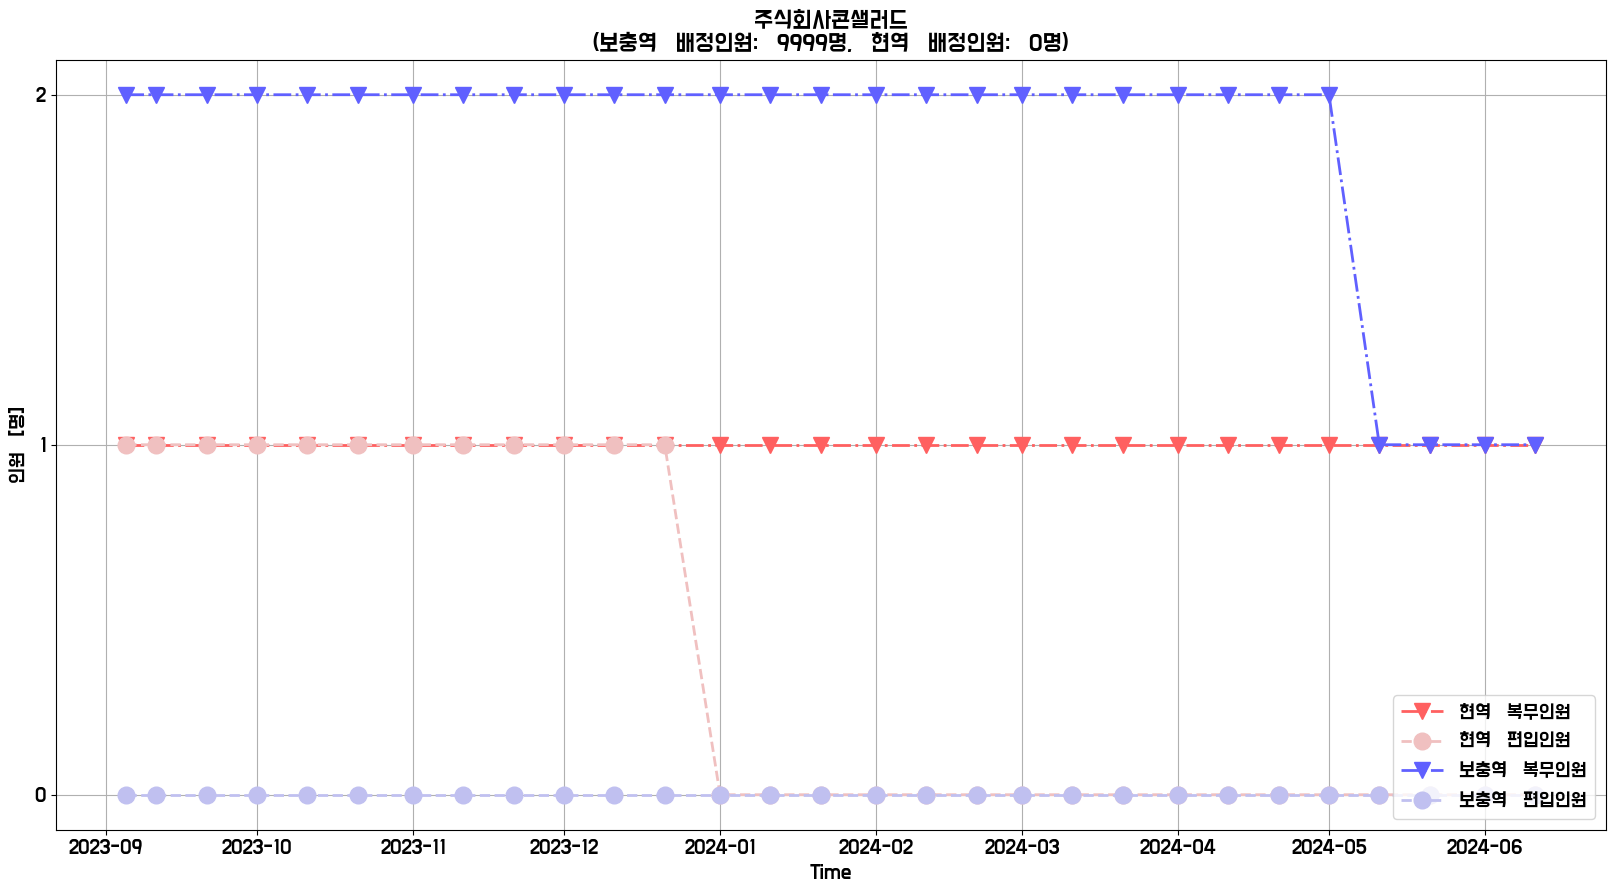 주식회사콘샐러드
(보충역 배정인원: 9999명, 현역 배정인원: 0명)
인원 [명]
2
1
0
현역 복무인원
현역 편입인원
보충역 복무인원
보충역 편입인원
2023-09 2023-10 2023-11 2023-12 2024-01 2024-02 2024-03 2024-04 2024-05 2024-06
Time